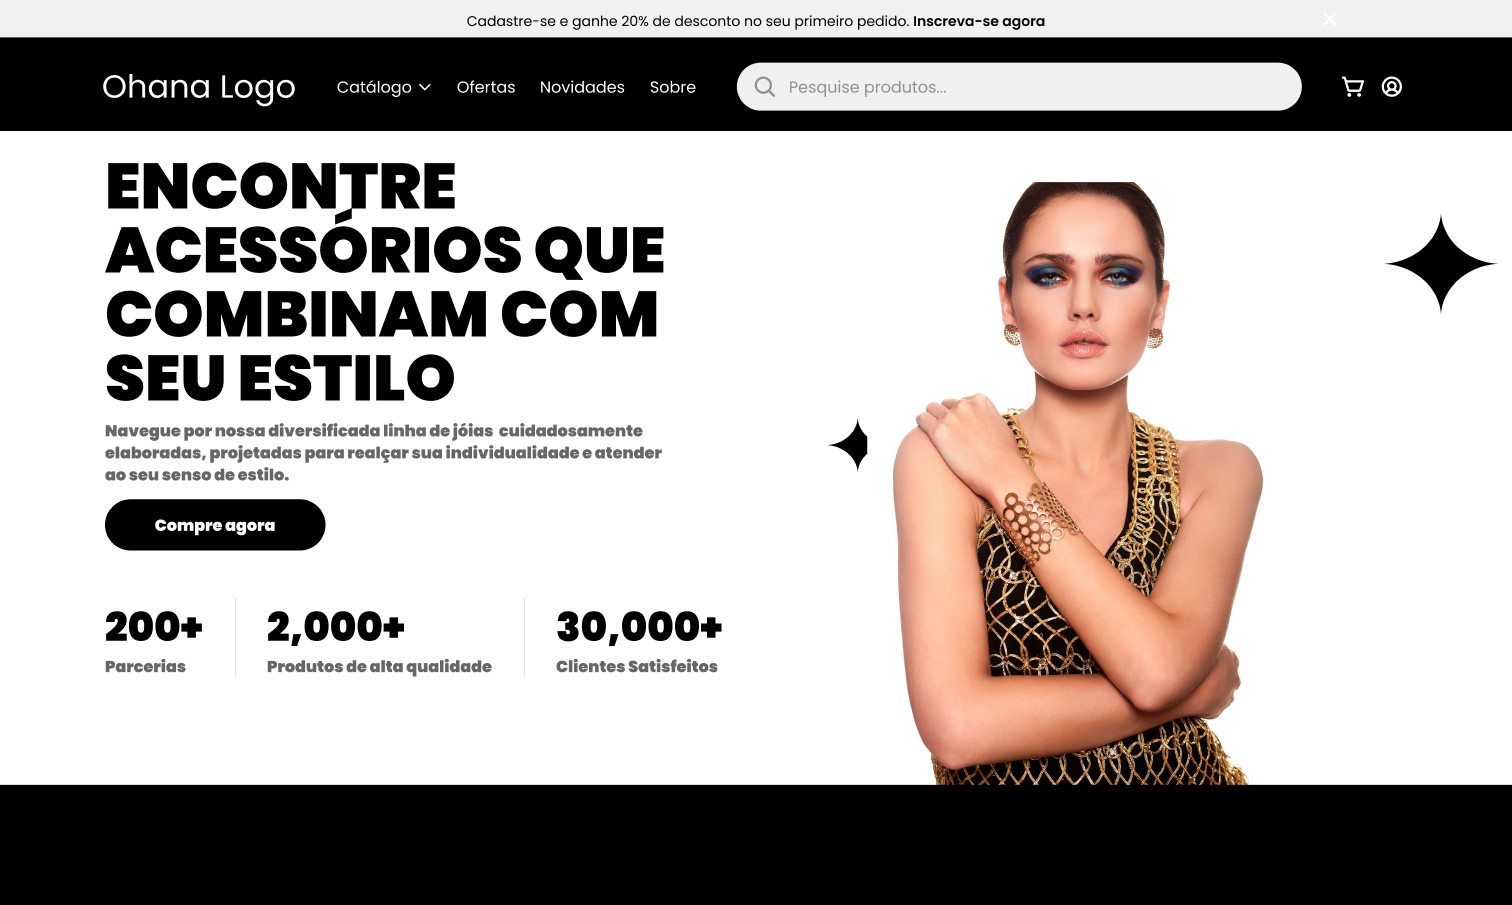 Cadastre-se e ganhe 20% de desconto no seu primeiro pedido. Inscreva-se agora
Ohana Logo
Catálogo
Ofertas
Novidades
Sobre
Pesquise produtos...
ENCONTRE
ACESSÓRIOS QUE
COMBINAM COM
SEU ESTILO
Navegue por nossa diversificada linha de jóias cuidadosamente
elaboradas, projetadas para realçar sua individualidade e atender
ao seu senso de estilo.
Compre agora
200+
Parcerias
2,000+
Produtos de alta qualidade
30,000+
Clientes Satisfeitos